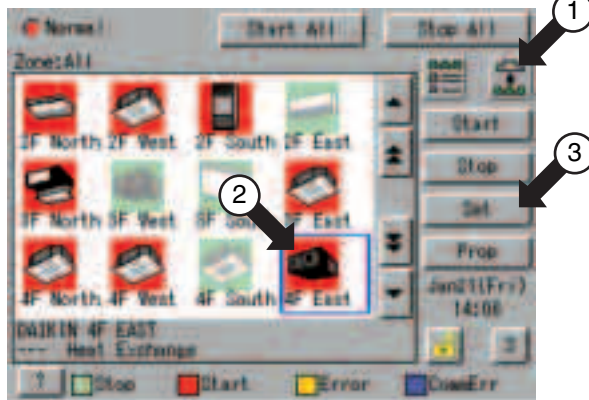 1
Normal Start All Stop All
Zone:All
2F North 2F West 2F South 2F East
Start
Stop
3
2
3F North 3F West 3F South 3F East
Set
Prop
4F North 4F West 4F South 4F East
Jan21(Fri)
14:06
DAIKIN 4F EAST
--- Heat Exchange
? Stop Start Error CommErr